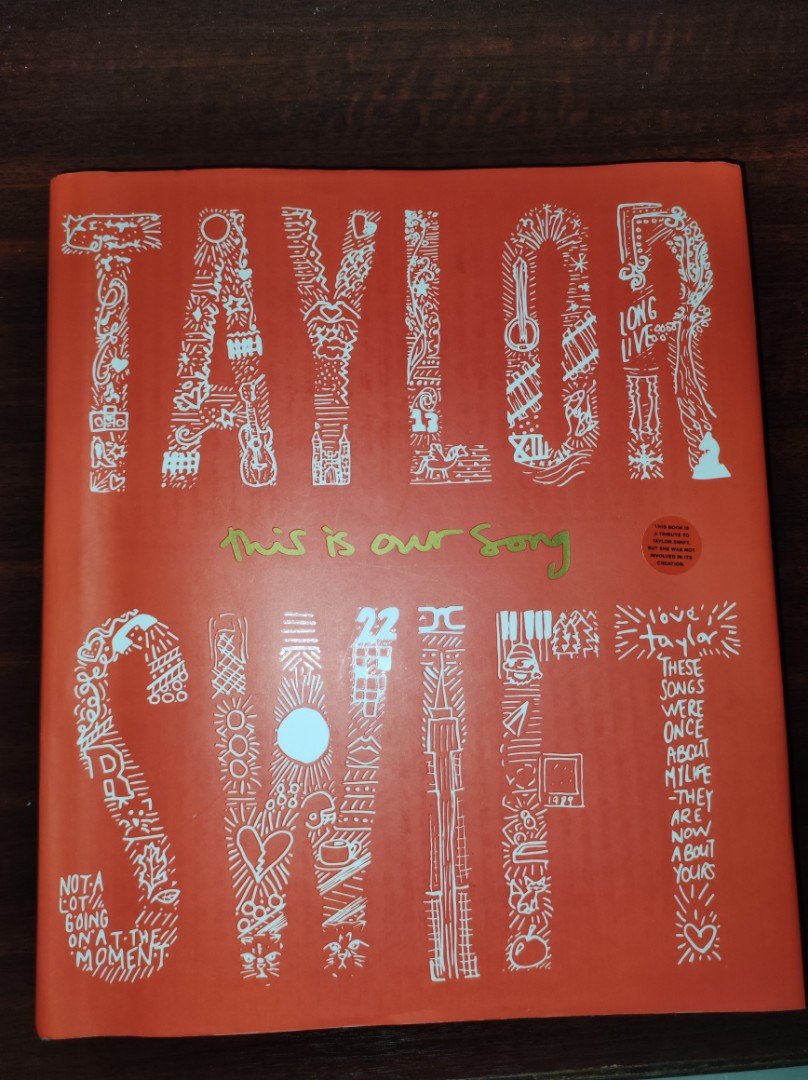 TAYLOR
LONG
LIVE
13
XIII
this is our song
THIS BOOK IS
A TRIBUTE TO
TAYLOR SWIFT,
BUT SHE WAS NOT
INVOLVED IN ITS
CREATION.
SWIFT
22
1989
NOT·A
LOT
GOING
ON·AT·THE
MOMENT
love,
taylor
THESE
SONGS
WERE
ONCE
ABOUT
MY LIFE
-THEY
ARE
NOW
ABOUT
YOURS